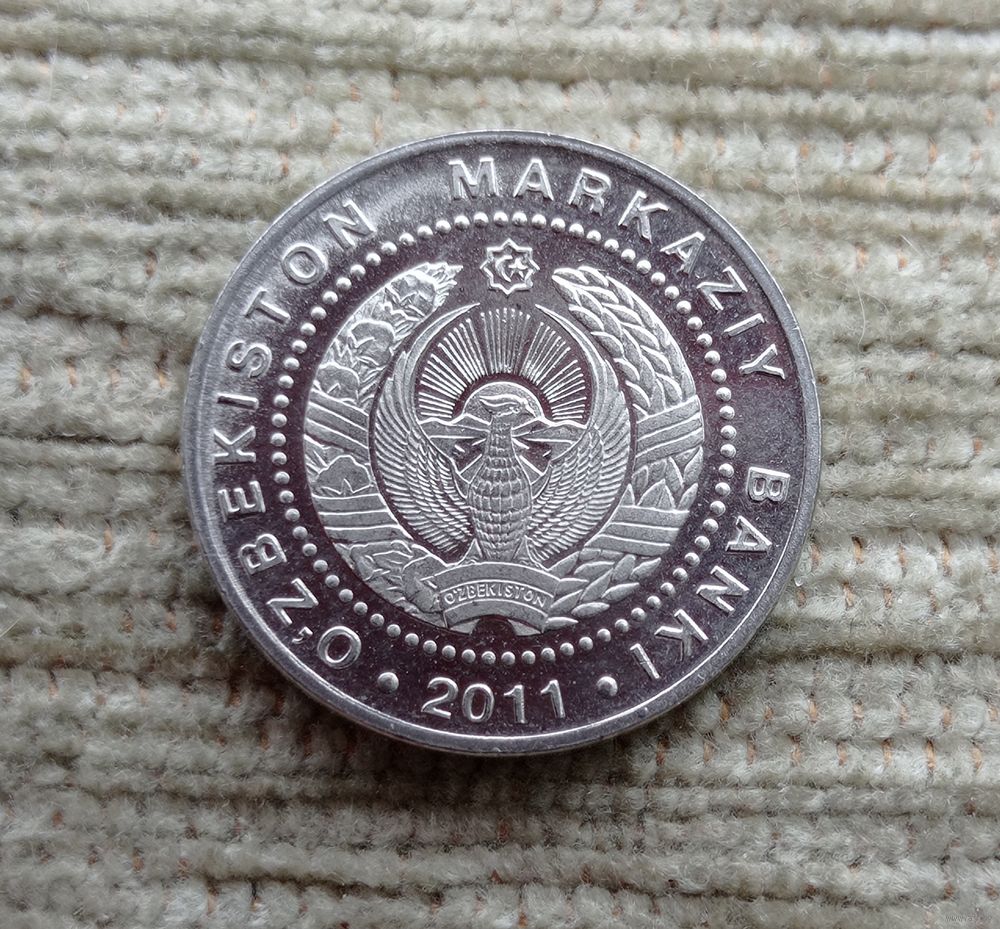 O'ZBEKISTON MARKAZIY BANKI
O'ZBEKISTON
• 2011 •